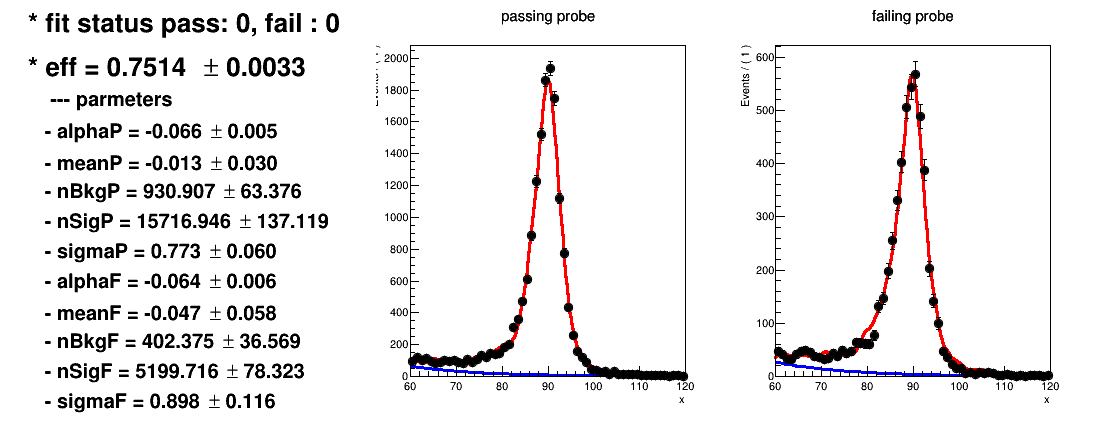 * fit status pass: 0, fail : 0
* eff = 0.7514 ± 0.0033
--- parmeters
- alphaP = -0.066 ± 0.005
- meanP = -0.013 ± 0.030
- nBkgP = 930.907 ± 63.376
- nSigP = 15716.946 ± 137.119
- sigmaP = 0.773 ± 0.060
- alphaF = -0.064 ± 0.006
- meanF = -0.047 ± 0.058
- nBkgF = 402.375 ± 36.569
- nSigF = 5199.716 ± 78.323
- sigmaF = 0.898 ± 0.116
passing probe
2000
1800
1600
1400
1200
1000
800
600
400
200
0
60 70 80 90 100 110 120
x
failing probe
Events / ( 1 )
600
500
400
300
200
100
0
60 70 80 90 100 110 120
x